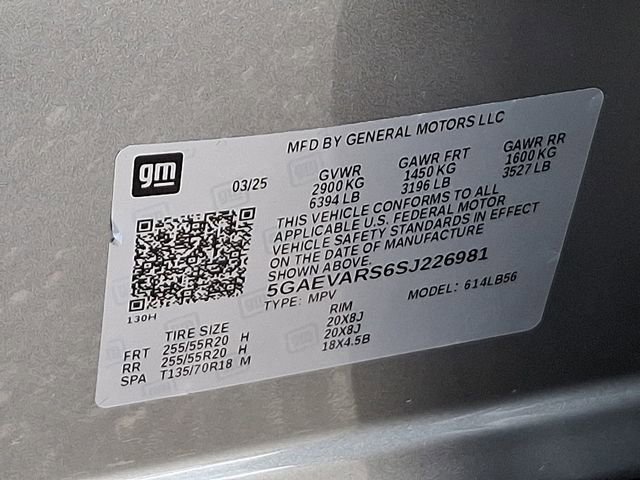 gm
MFD BY GENERAL MOTORS LLC
03/25
GVWR
2900 KG
6394 LB
GAWR FRT
1450 KG
3196 LB
GAWR RR
1600 KG
3527 LB
THIS VEHICLE CONFORMS TO ALL
APPLICABLE U.S. FEDERAL MOTOR
VEHICLE SAFETY STANDARDS IN EFFECT
ON THE DATE OF MANUFACTURE
SHOWN ABOVE.
5GAEVARS6SJ226981
TYPE: MPV MODEL: 614LB56
130H
TIRE SIZE RIM
FRT 255/55R20 H 20X8J
RR 255/55R20 H 20X8J
SPA T135/70R18 M 18X4.5B